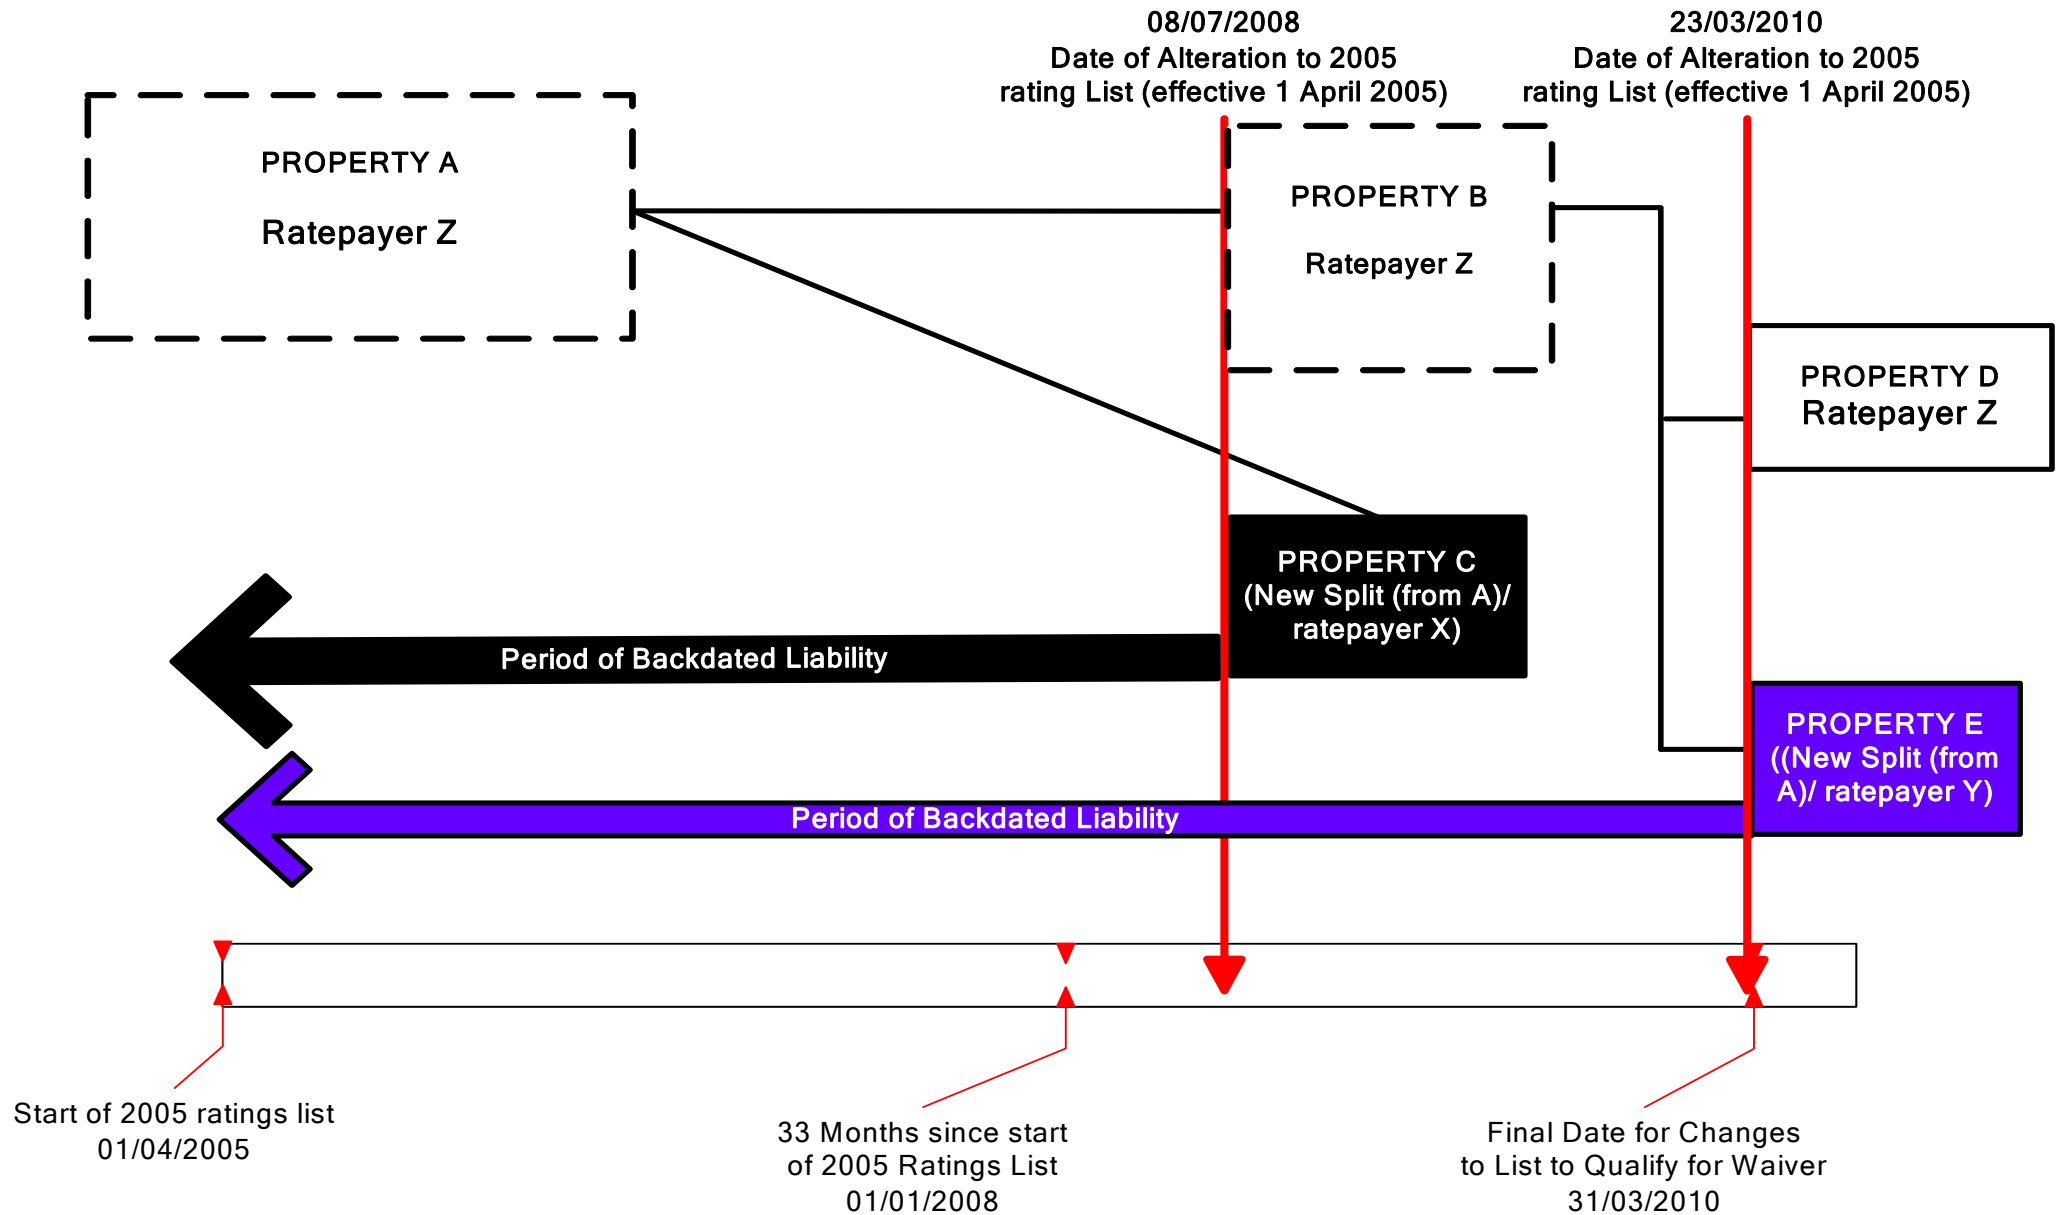 08/07/2008
Date of Alteration to 2005
rating List (effective 1 April 2005)
23/03/2010
Date of Alteration to 2005
rating List (effective 1 April 2005)
PROPERTY A
Ratepayer Z
PROPERTY B
Ratepayer Z
PROPERTY D
Ratepayer Z
PROPERTY C
(New Split (from A)/
ratepayer X)
Period of Backdated Liability
PROPERTY E
((New Split (from
A)/ ratepayer Y)
Period of Backdated Liability
Start of 2005 ratings list
01/04/2005
33 Months since start
of 2005 Ratings List
01/01/2008
Final Date for Changes
to List to Qualify for Waiver
31/03/2010